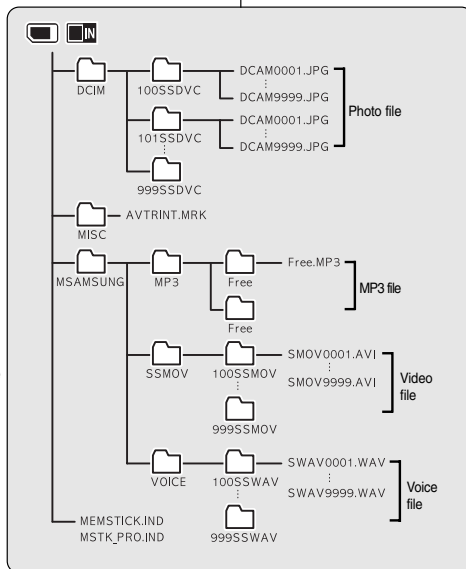 IN
DCIM
100SSDVC
DCAM0001.JPG
DCAM9999.JPG
101SSDVC
DCAM0001.JPG
DCAM9999.JPG
Photo file
999SSDVC
MISC
AVTRINT.MRK
MSAMSUNG
MP3
Free
Free.MP3
Free
MP3 file
SSMOV
100SSMOV
SMOV0001.AVI
SMOV9999.AVI
Video
file
999SSMOV
VOICE
100SSWAV
SWAV0001.WAV
SWAV9999.WAV
Voice
file
999SSWAV
MEMSTICK.IND
MSTK_PRO.IND